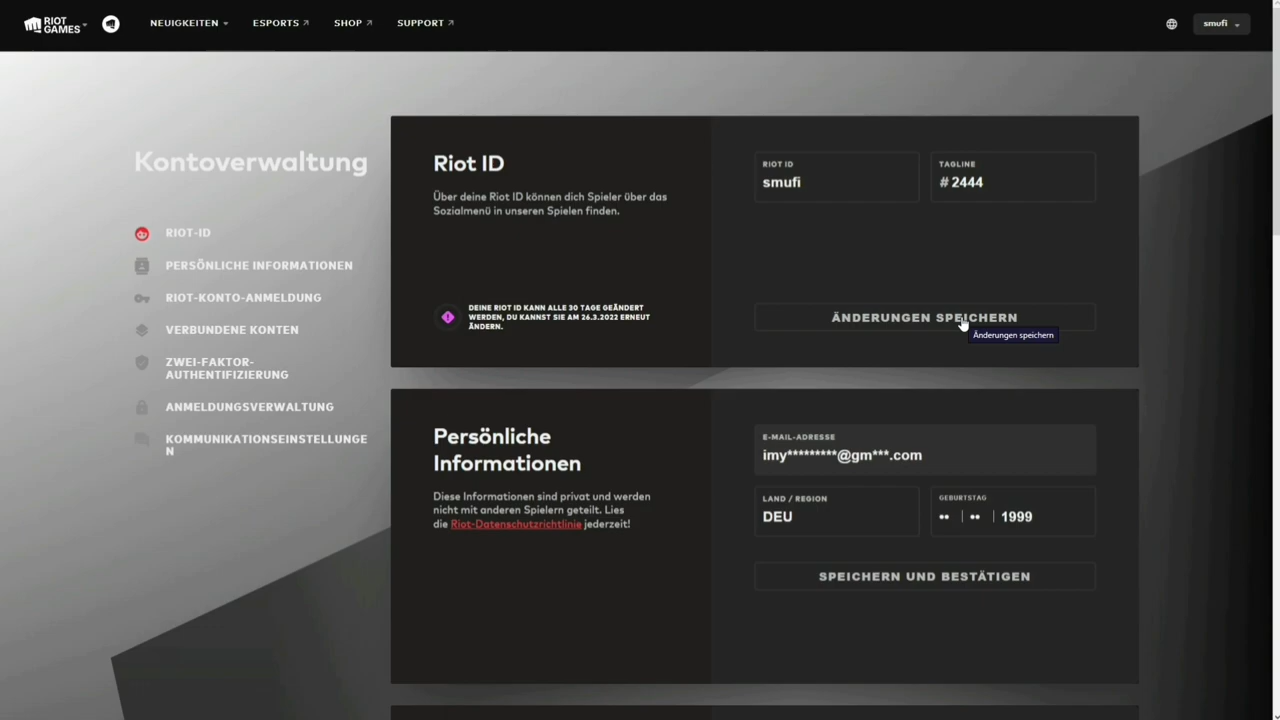 RIOT GAMES
NEUIGKEITEN
ESPORTS
SHOP
SUPPORT
smufi
Kontoverwaltung
RIOT-ID
PERSÖNLICHE INFORMATIONEN
RIOT-KONTO-ANMELDUNG
VERBUNDENE KONTEN
ZWEI-FAKTOR-
AUTHENTIFIZIERUNG
ANMELDUNGSVERWALTUNG
KOMMUNIKATIONSEINSTELLUNGE
N
Riot ID
Über deine Riot ID können dich Spieler über das
Sozialmenü in unseren Spielen finden.
DEINE RIOT ID KANN ALLE 30 TAGE GEÄNDERT
WERDEN, DU KANNST SIE AM 26.3.2022 ERNEUT
ÄNDERN.
RIOT ID
smufi
TAGLINE
# 2444
ÄNDERUNGEN SPEICHERN
Änderungen speichern
Persönliche
Informationen
Diese Informationen sind privat und werden
nicht mit anderen Spielern geteilt. Lies
die Riot-Datenschutzrichtlinie jederzeit!
E-MAIL-ADRESSE
imy*********@gm***.com
LAND / REGION
DEU
GEBURTSTAG
•• | •• | 1999
SPEICHERN UND BESTÄTIGEN